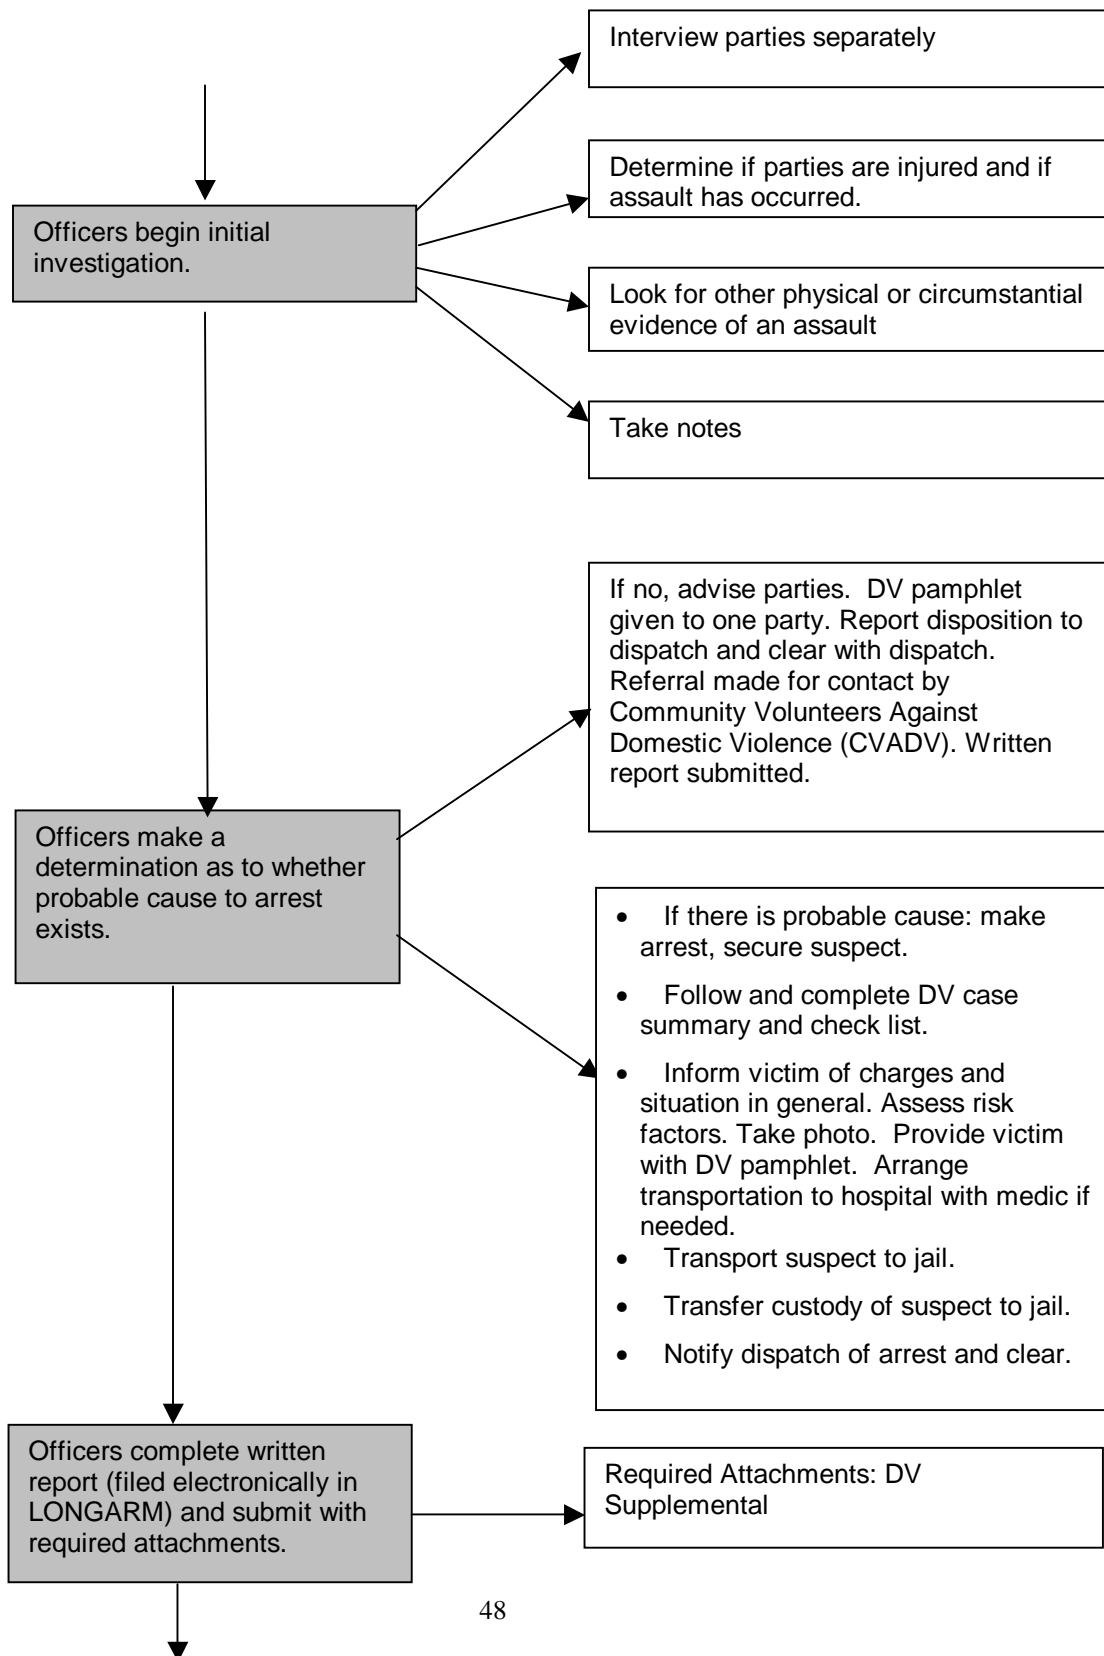 Interview parties separately
Determine if parties are injured and if
assault has occurred.
Officers begin initial
investigation.
Look for other physical or circumstantial
evidence of an assault
Take notes
If no, advise parties.  DV pamphlet
given to one party. Report disposition to
dispatch and clear with dispatch.
Referral made for contact by
Community Volunteers Against
Domestic Violence (CVADV). Written
report submitted.
Officers make a
determination as to whether
probable cause to arrest
exists.
• If there is probable cause: make
arrest, secure suspect.
• Follow and complete DV case
summary and check list.
• Inform victim of charges and
situation in general. Assess risk
factors. Take photo.  Provide victim
with DV pamphlet.  Arrange
transportation to hospital with medic if
needed.
• Transport suspect to jail.
• Transfer custody of suspect to jail.
• Notify dispatch of arrest and clear.
Officers complete written
report (filed electronically in
LONGARM) and submit with
required attachments.
Required Attachments: DV
Supplemental
48